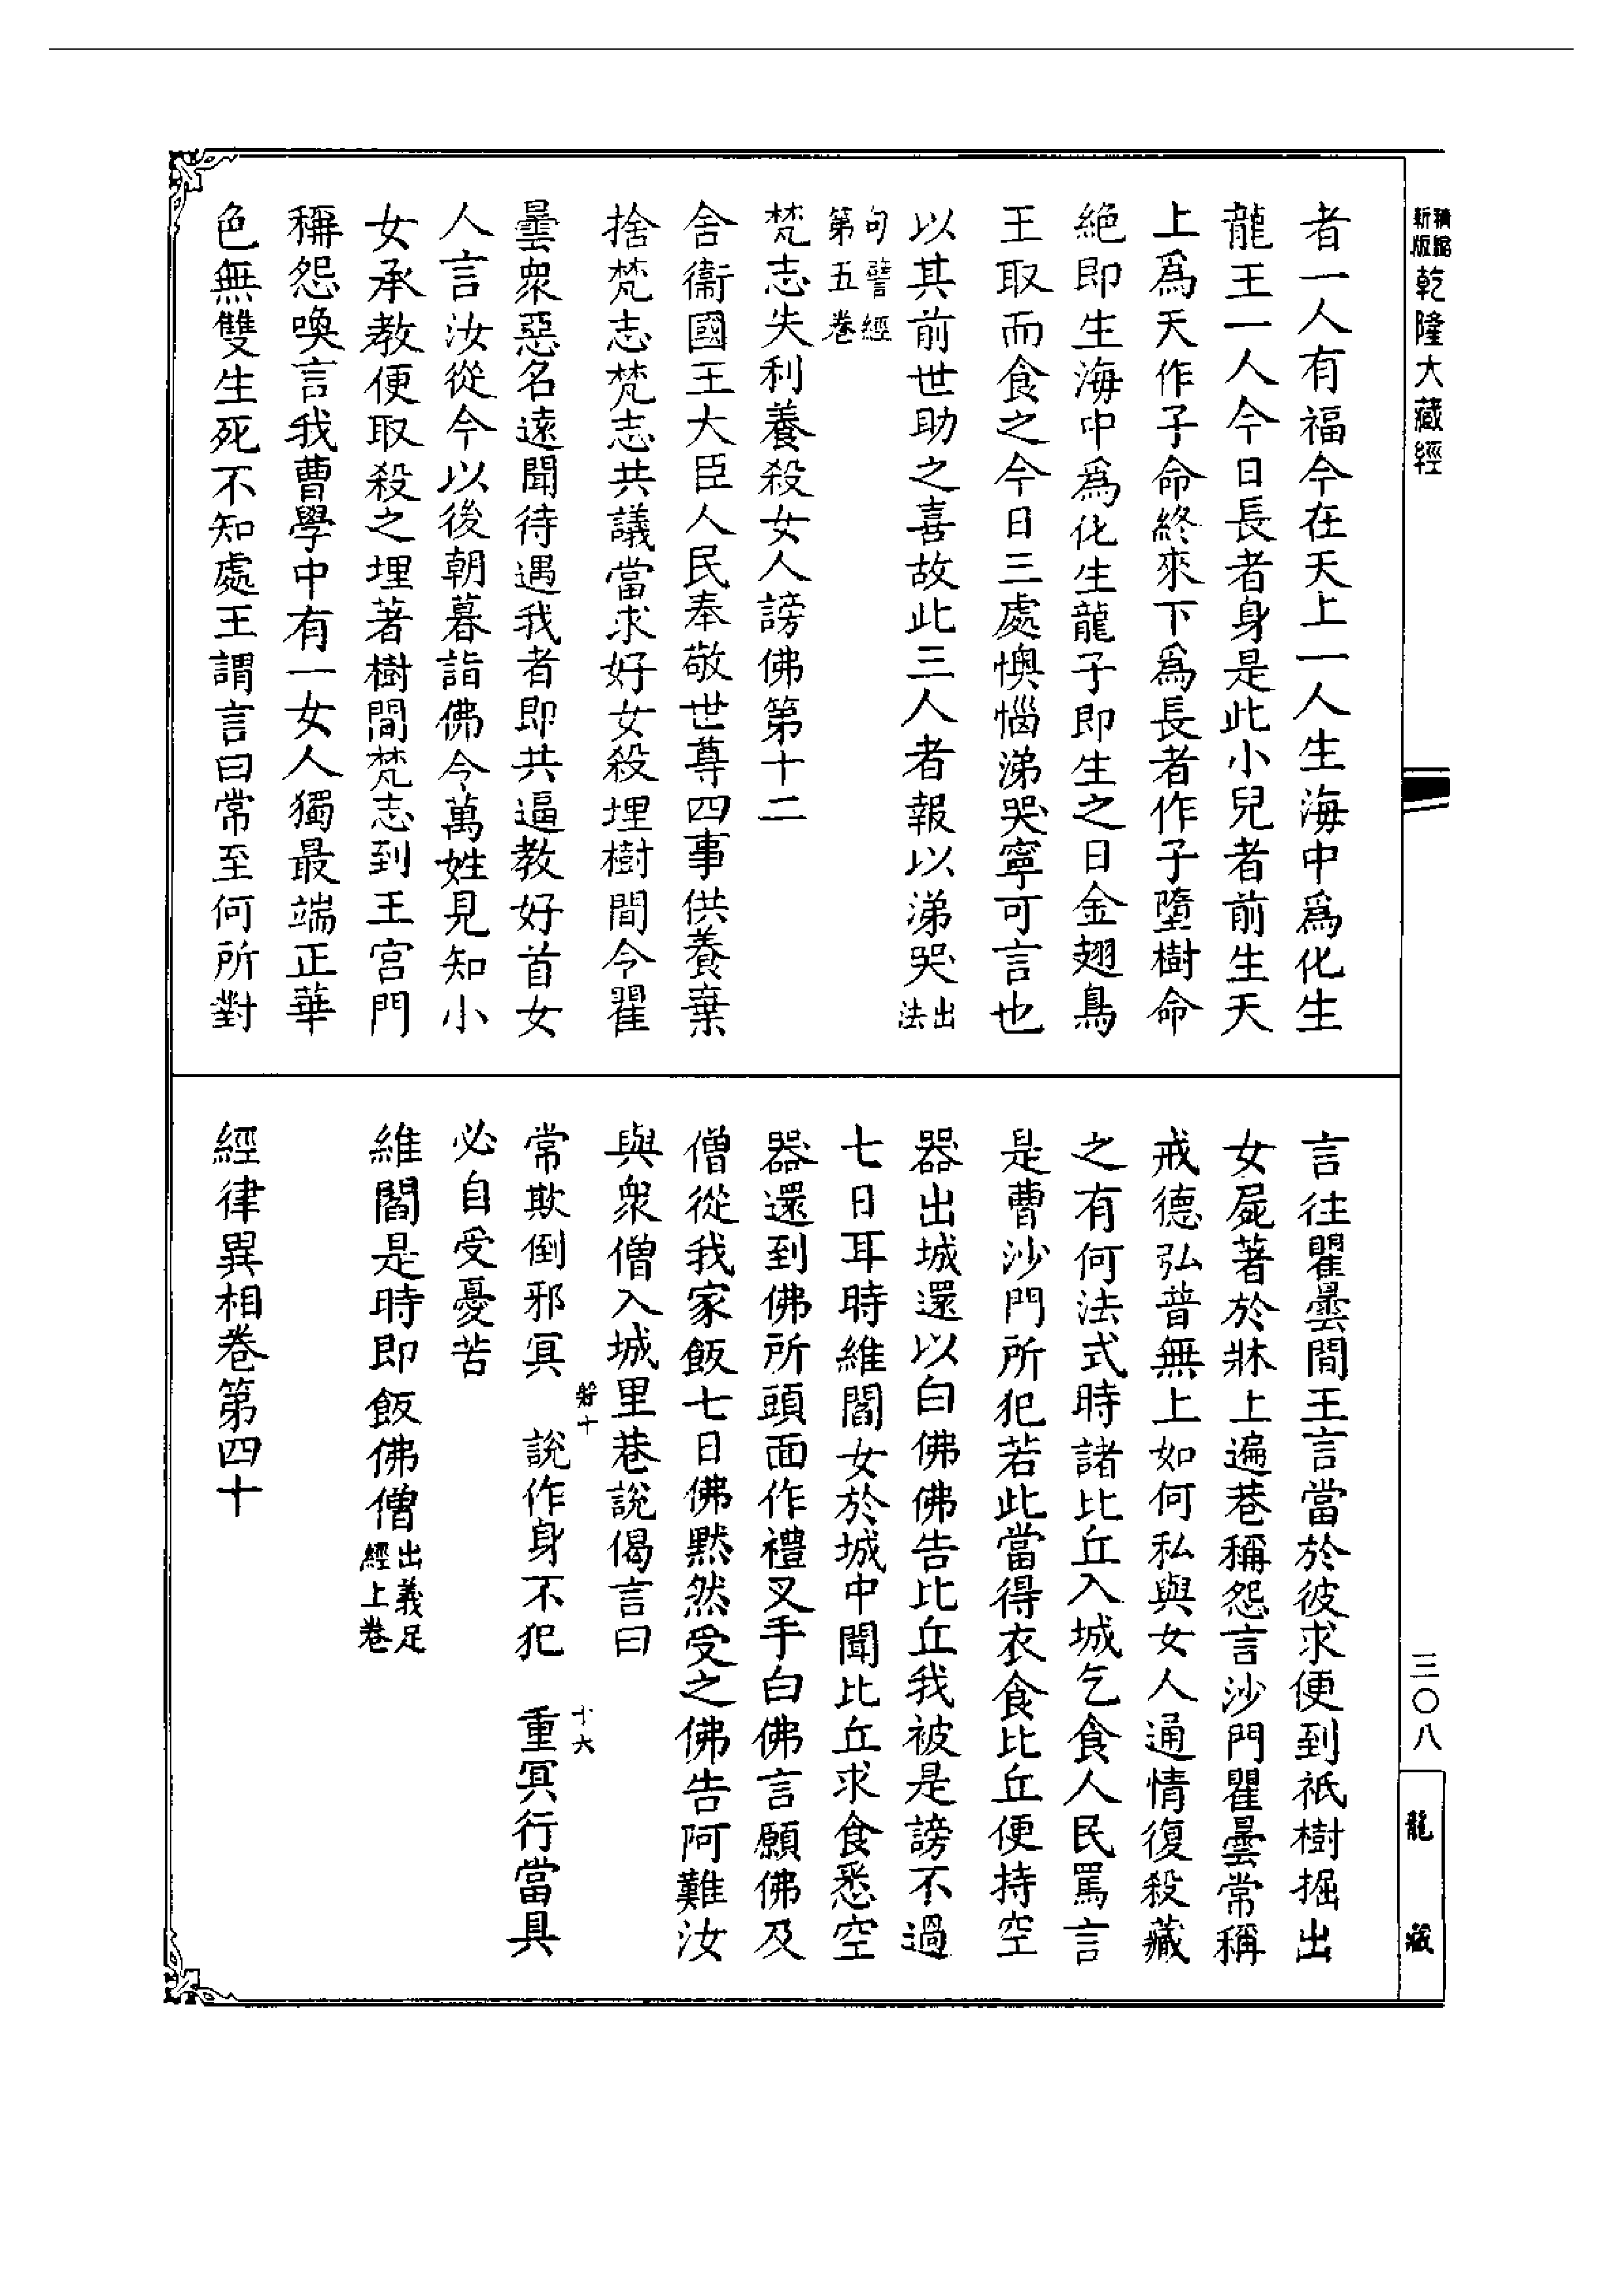 新版
精縮
乾隆大藏經
三〇八
龍藏
者一人有福今在天上一人生海中為化生
龍王一人今日長者身是此小兒者前生天
上為天作子命終來下為長者作子墮樹命
絕即生海中為化生龍子即生之日金翅鳥
王取而食之今日三處懊惱涕哭寧可言也
以其前世助之喜故此三人者報以涕哭出法
句譬經
第五卷
梵志失利養殺女人謗佛第十二
舍衞國王大臣人民奉敬世尊四事供養棄
捨梵志梵志共議當求好女殺埋樹間令瞿
曇衆惡名遠聞待遇我者即共逼教好首女
人言汝從今以後朝暮詣佛令萬姓見知小
女承教便取殺之埋著樹間梵志到王宮門
稱怨喚言我曹學中有一女人獨最端正華
色無雙生死不知處王謂言曰常至何所對
言往瞿曇間王言當於彼求便到祇樹掘出
女屍著於牀上遍巷稱怨言沙門瞿曇常稱
戒德弘普無上如何私與女人通情復殺藏
之有何法式時諸比丘入城乞食人民罵言
是曹沙門所犯若此當得衣食比丘便持空
器出城還以白佛佛告比丘我被是謗不過
七日耳時維閻女於城中聞比丘求食悉空
器還到佛所頭面作禮叉手白佛言願佛及
僧從我家飯七日佛默然受之佛告阿難汝
與衆僧入城里巷說偈言曰
十
十六
常欺倒邪冥　說作身不犯　重冥行當具
必自受憂苦
維閻是時即飯佛僧出義足
經上卷
經律異相卷第四十